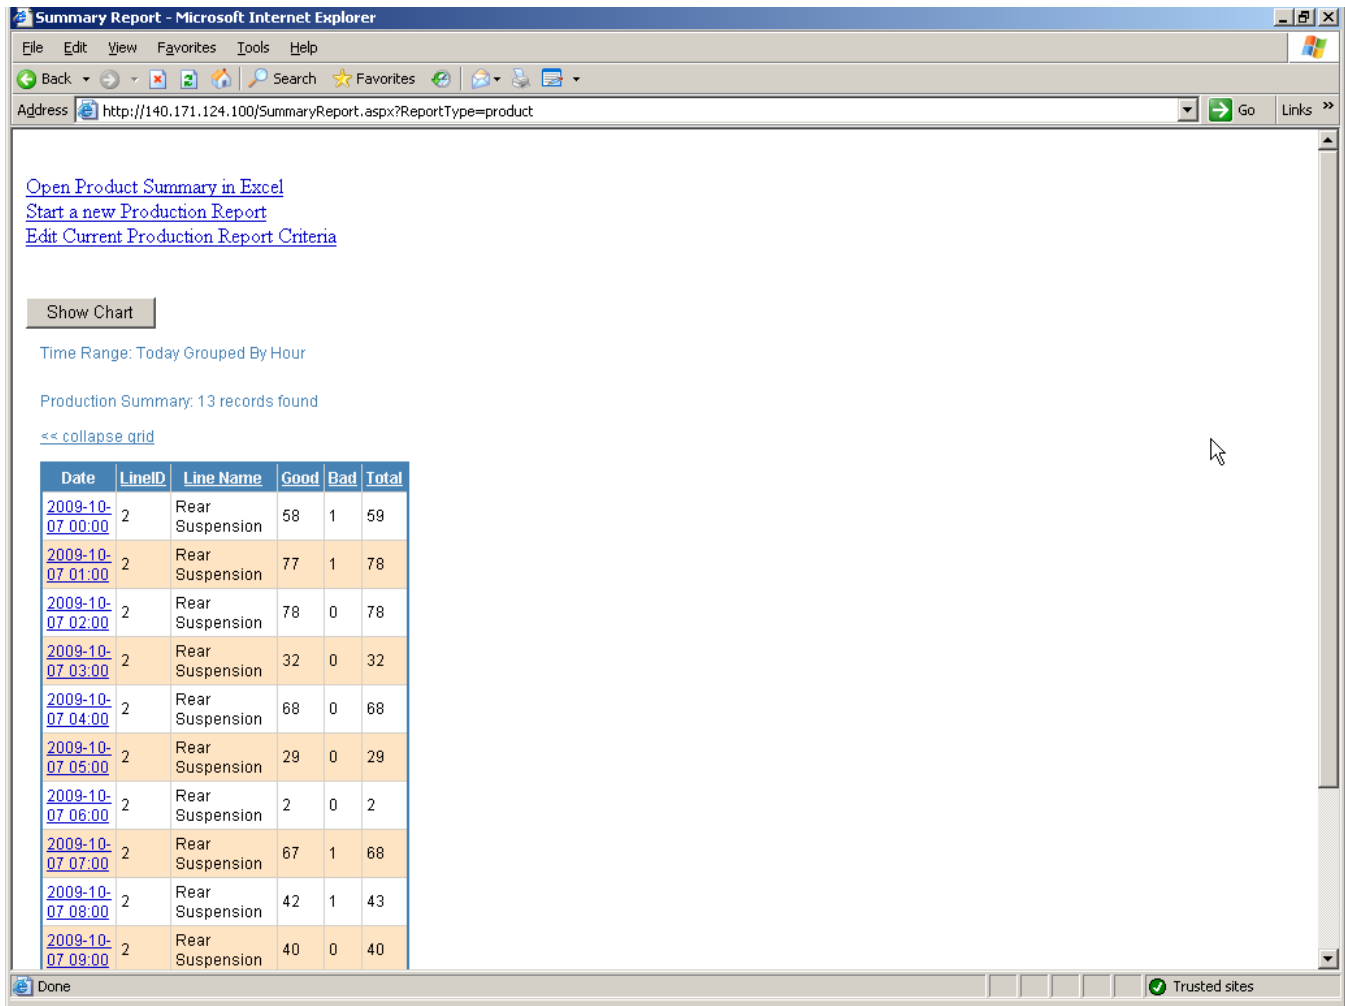 Summary Report - Microsoft Internet Explorer
File Edit View Favorites Tools Help
Back Search Favorites
Address http://140.171.124.100/SummaryReport.aspx?ReportType=product Go Links »
Open Product Summary in Excel
Start a new Production Report
Edit Current Production Report Criteria
Show Chart
Time Range: Today Grouped By Hour
Production Summary: 13 records found
<< collapse grid
Date LineID Line Name Good Bad Total
2009-10-07 00:00 2 Rear Suspension 58 1 59
2009-10-07 01:00 2 Rear Suspension 77 1 78
2009-10-07 02:00 2 Rear Suspension 78 0 78
2009-10-07 03:00 2 Rear Suspension 32 0 32
2009-10-07 04:00 2 Rear Suspension 68 0 68
2009-10-07 05:00 2 Rear Suspension 29 0 29
2009-10-07 06:00 2 Rear Suspension 2 0 2
2009-10-07 07:00 2 Rear Suspension 67 1 68
2009-10-07 08:00 2 Rear Suspension 42 1 43
2009-10-07 09:00 2 Rear Suspension 40 0 40
Done Trusted sites